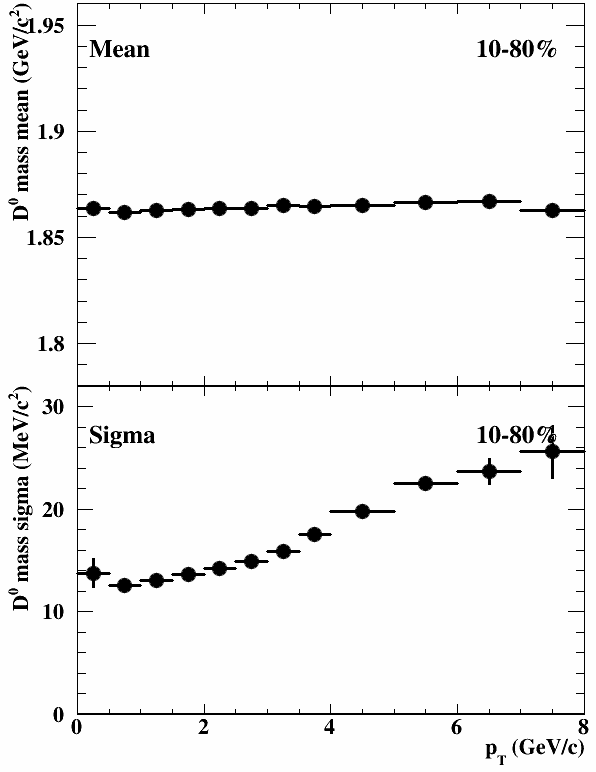 1.95
Mean 10-80%
1.9
1.85
1.8
D0 mass mean (GeV/c2)
30
Sigma 10-80%
20
10
0
D0 mass sigma (MeV/c2)
0 2 4 6 8
pT (GeV/c)